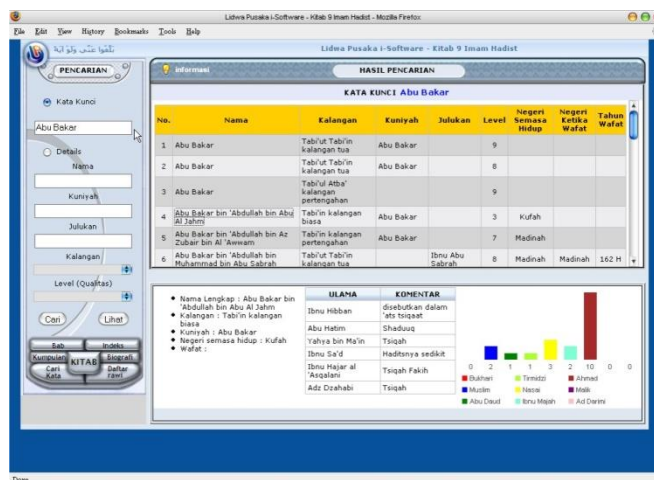 Lidwa Pusaka i-Software - Kitab 9 Imam Hadist - Mozilla Firefox
File Edit View History Bookmarks Tools Help
بَلِّغُوا عَنِّى وَلَوْ آيَةً
Lidwa Pusaka i-Software - Kitab 9 Imam Hadist
PENCARIAN
Informasi
HASIL PENCARIAN
KATA KUNCI Abu Bakar
Kata Kunci
Abu Bakar
Details
Nama
Kuniyah
Julukan
Kalangan
Level (Qualitas)
Cari Lihat
Bab Indeks
Kumpulan KITAB Biografi
Cari Kata Daftar rawi
No. Nama Kalangan Kuniyah Julukan Level Negeri Semasa Hidup Negeri Ketika Wafat Tahun Wafat
1 Abu Bakar Tabi'ut Tabi'in kalangan tua Abu Bakar 9
2 Abu Bakar Tabi'ut Tabi'in kalangan tua Abu Bakar 8
3 Abu Bakar Tabi'ul Atba' kalangan pertengahan 9
4 Abu Bakar bin 'Abdullah bin Abu Al Jahm Tabi'in kalangan biasa Abu Bakar 3 Kufah
5 Abu Bakar bin 'Abdullah bin Az Zubair bin Al 'Awwam Tabi'in kalangan pertengahan Abu Bakar 7 Madinah
6 Abu Bakar bin 'Abdullah bin Muhammad bin Abu Sabrah Tabi'ut Tabi'in kalangan tua Ibnu Abu Sabrah 8 Madinah Madinah 162 H
Nama Lengkap : Abu Bakar bin 'Abdullah bin Abu Al Jahm
Kalangan : Tabi'in kalangan biasa
Kuniyah : Abu Bakar
Negeri semasa hidup : Kufah
Wafat :
ULAMA KOMENTAR
Ibnu Hibban disebutkan dalam 'ats tsiqaat
Abu Hatim Shaduuq
Yahya bin Ma'in Tsiqah
Ibnu Sa'd Haditsnya sedikit
Ibnu Hajar al 'Asqalani Tsiqah Fakih
Adz Dzahabi Tsiqah
0 2 1 1 3 2 10 0 0
Bukhari Tirmidzi Ahmad
Muslim Nasai Malik
Abu Daud Ibnu Majah Ad Darimi
Done